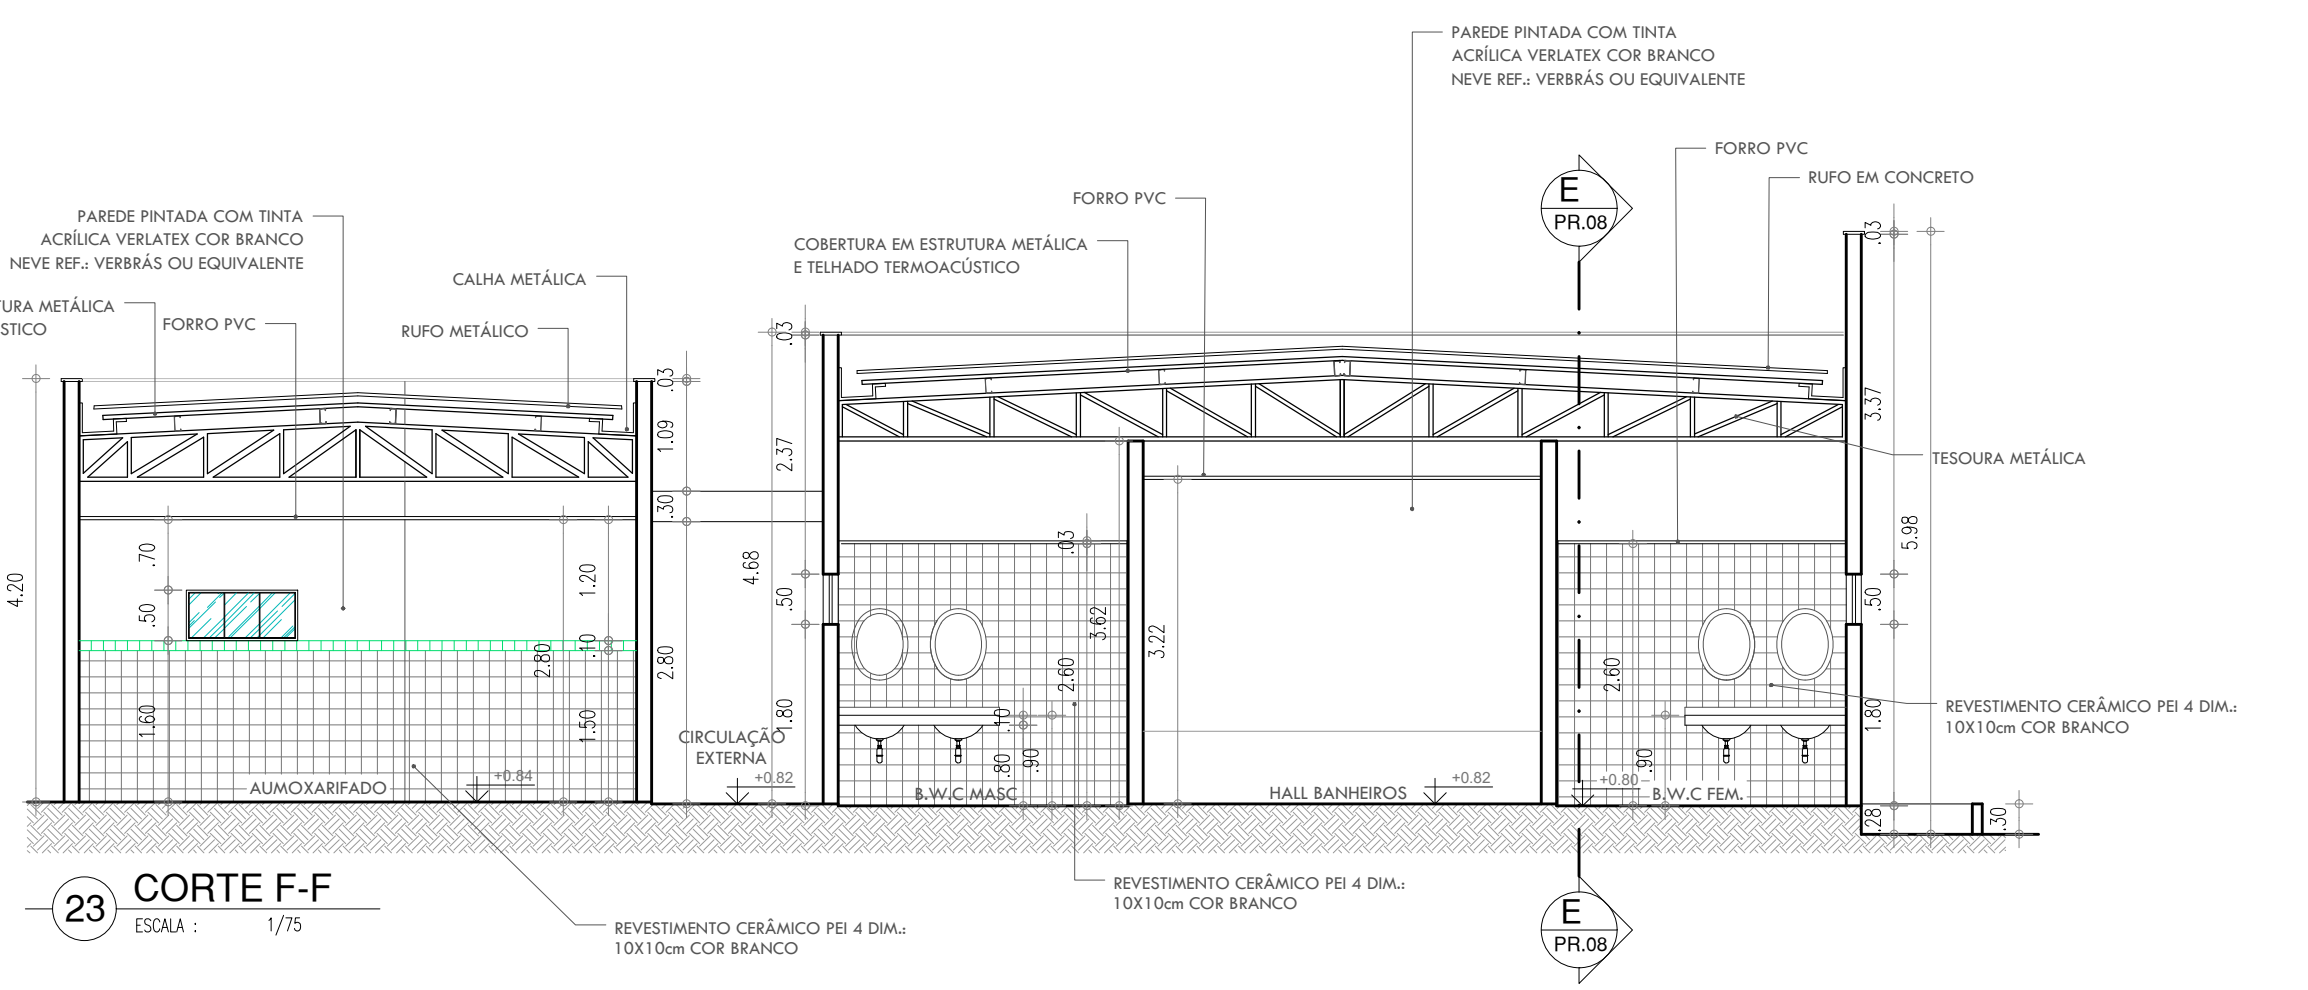 PAREDE PINTADA COM TINTA
ACRÍLICA VERLATEX COR BRANCO
NEVE REF.: VERBRÁS OU EQUIVALENTE
FORRO PVC
RUFO EM CONCRETO
E
PR.08
FORRO PVC
COBERTURA EM ESTRUTURA METÁLICA
E TELHADO TERMOACÚSTICO
PAREDE PINTADA COM TINTA
ACRÍLICA VERLATEX COR BRANCO
NEVE REF.: VERBRÁS OU EQUIVALENTE
CALHA METÁLICA
TURA METÁLICA
STICO
FORRO PVC
RUFO METÁLICO
TESOURA METÁLICA
4.20
.70
.50
1.60
2.80
1.20
.10
1.50
.03
1.09
.30
2.80
4.68
.03
2.37
.50
1.80
.03
2.60
3.62
.10
.80
.90
3.22
2.60
.90
.03
3.37
.50
1.80
.28
5.98
.30
REVESTIMENTO CERÂMICO PEI 4 DIM.:
10X10cm COR BRANCO
CIRCULAÇÃO
EXTERNA
AUMOXARIFADO
+0.84
+0.82
B.W.C MASC
HALL BANHEIROS
+0.82
+0.80
B.W.C FEM.
23
CORTE F-F
ESCALA :
1/75
REVESTIMENTO CERÂMICO PEI 4 DIM.:
10X10cm COR BRANCO
REVESTIMENTO CERÂMICO PEI 4 DIM.:
10X10cm COR BRANCO
E
PR.08